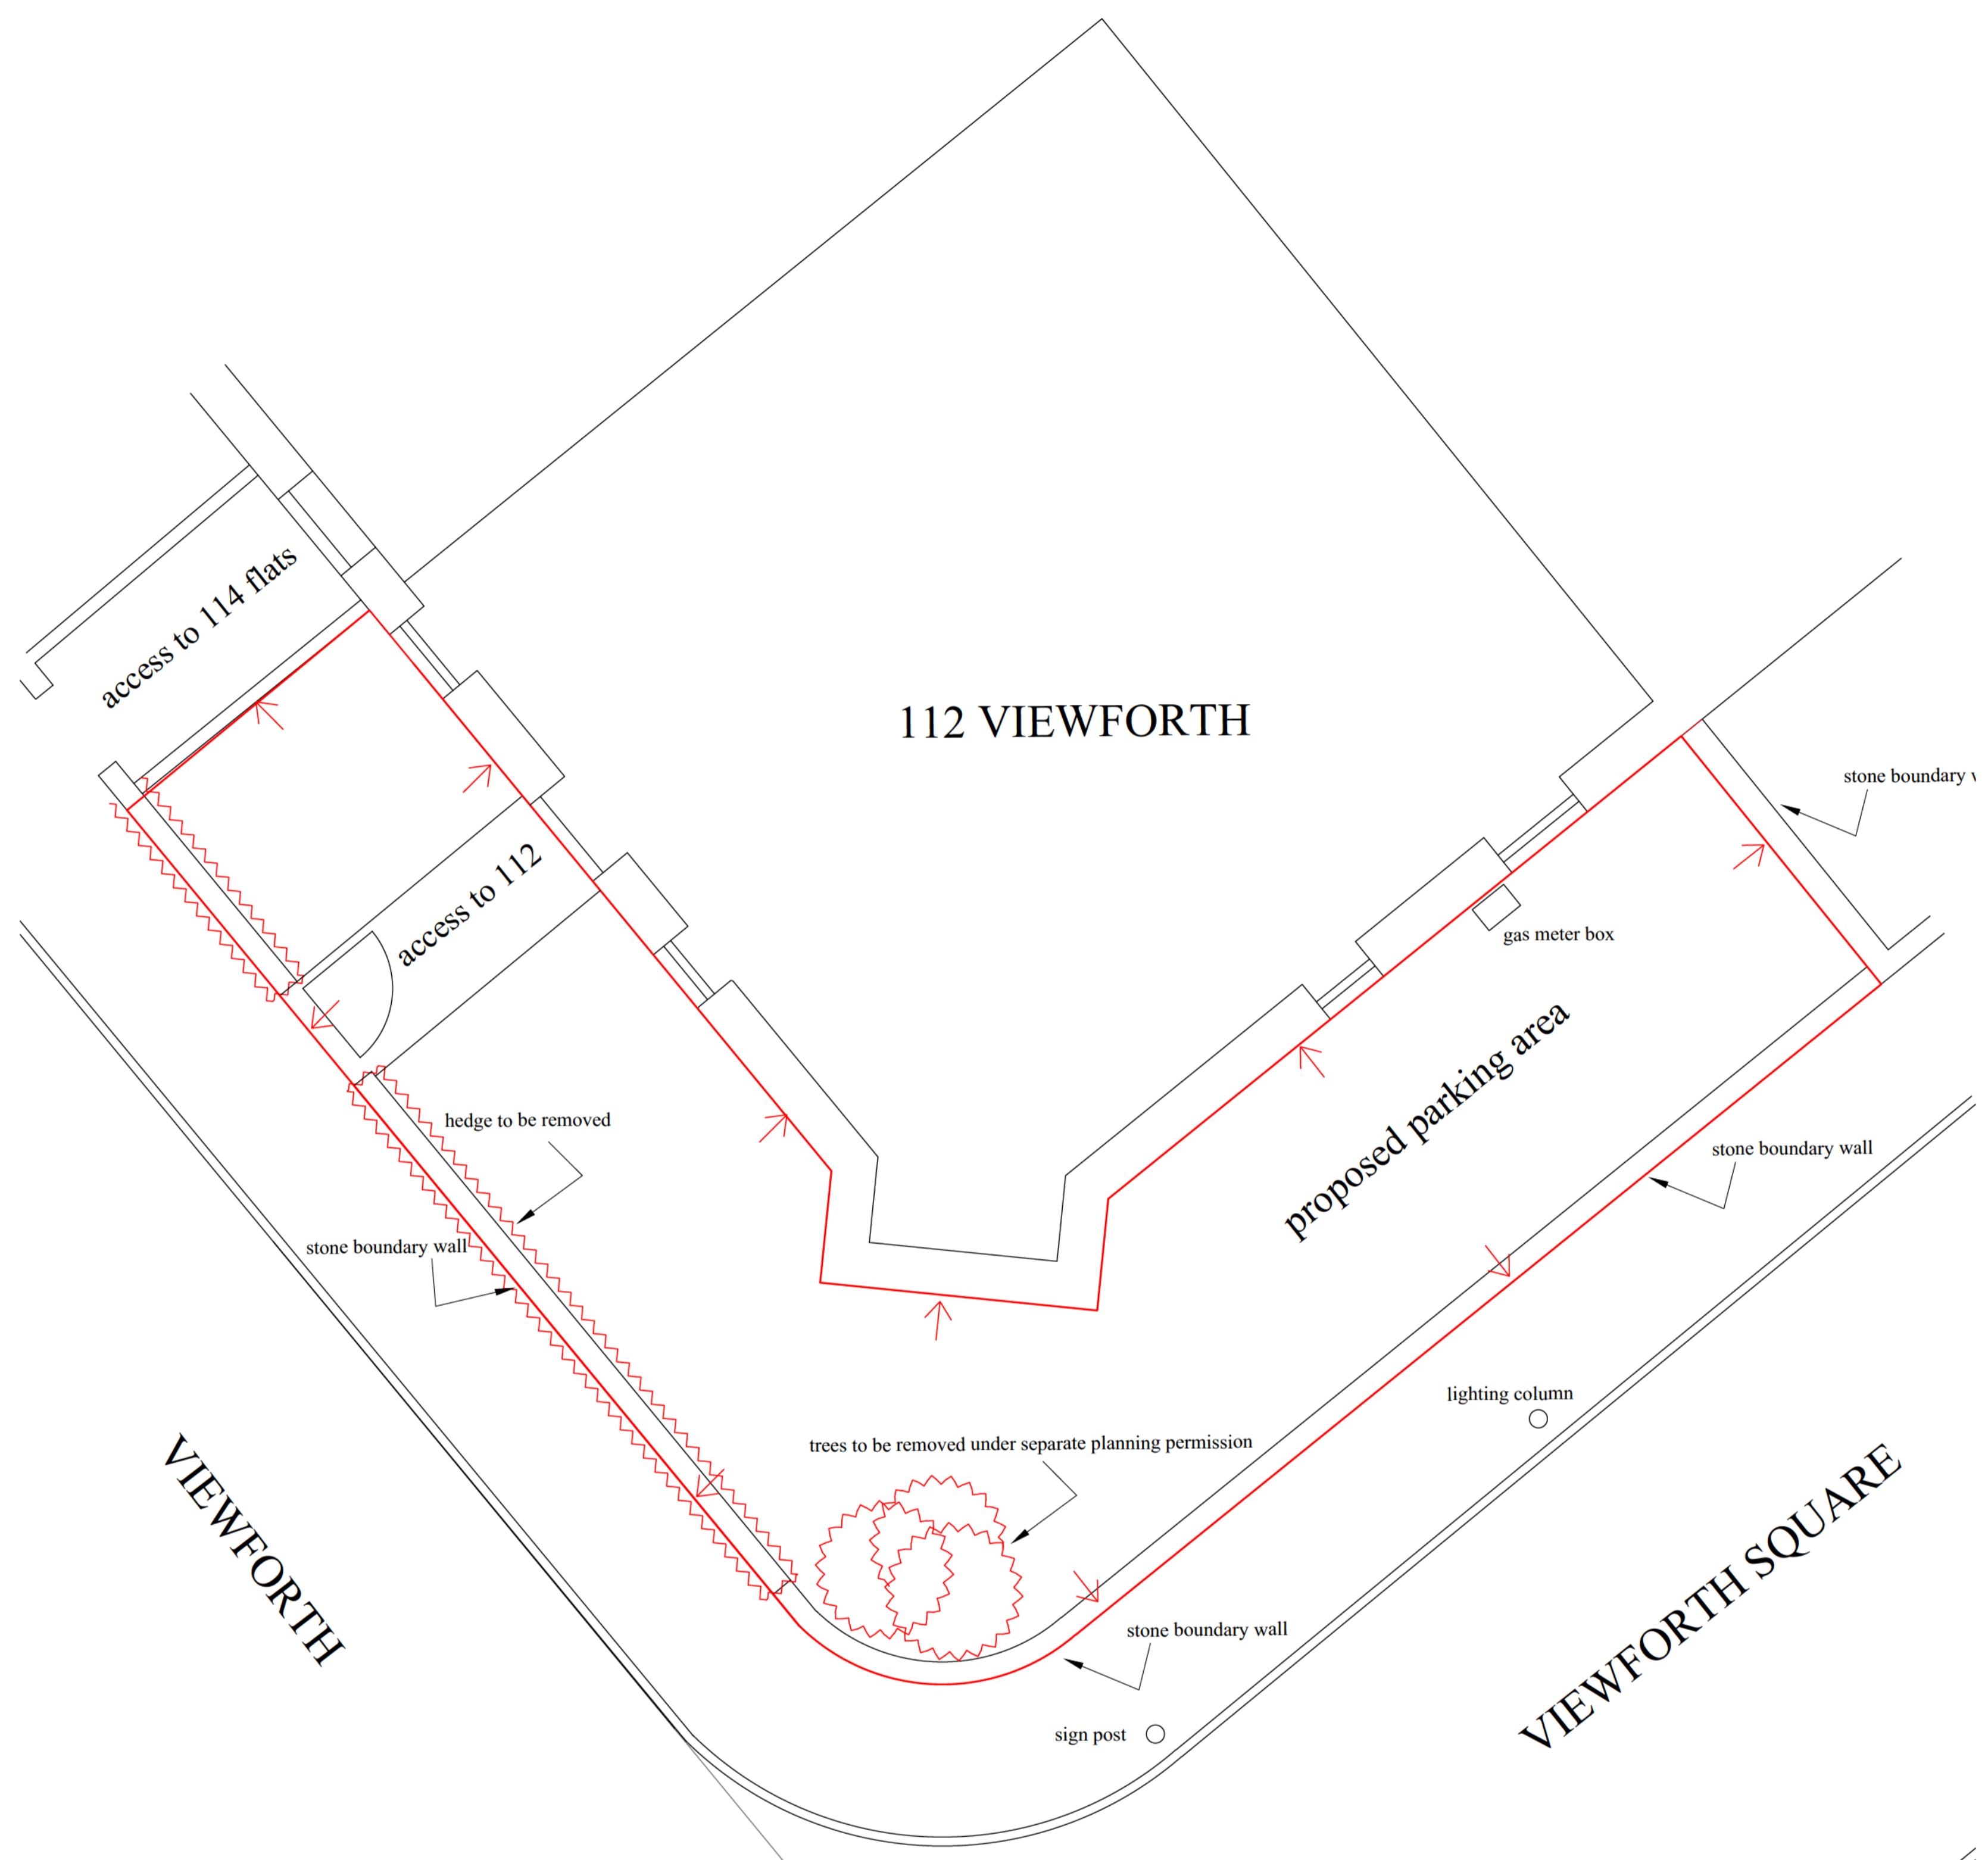 access to 114 flats
112 VIEWFORTH
stone boundary
access to 112
gas meter box
proposed parking area
hedge to be removed
stone boundary wall
stone boundary wall
lighting column
trees to be removed under separate planning permission
VIEWFORTH
VIEWFORTH SQUARE
stone boundary wall
sign post